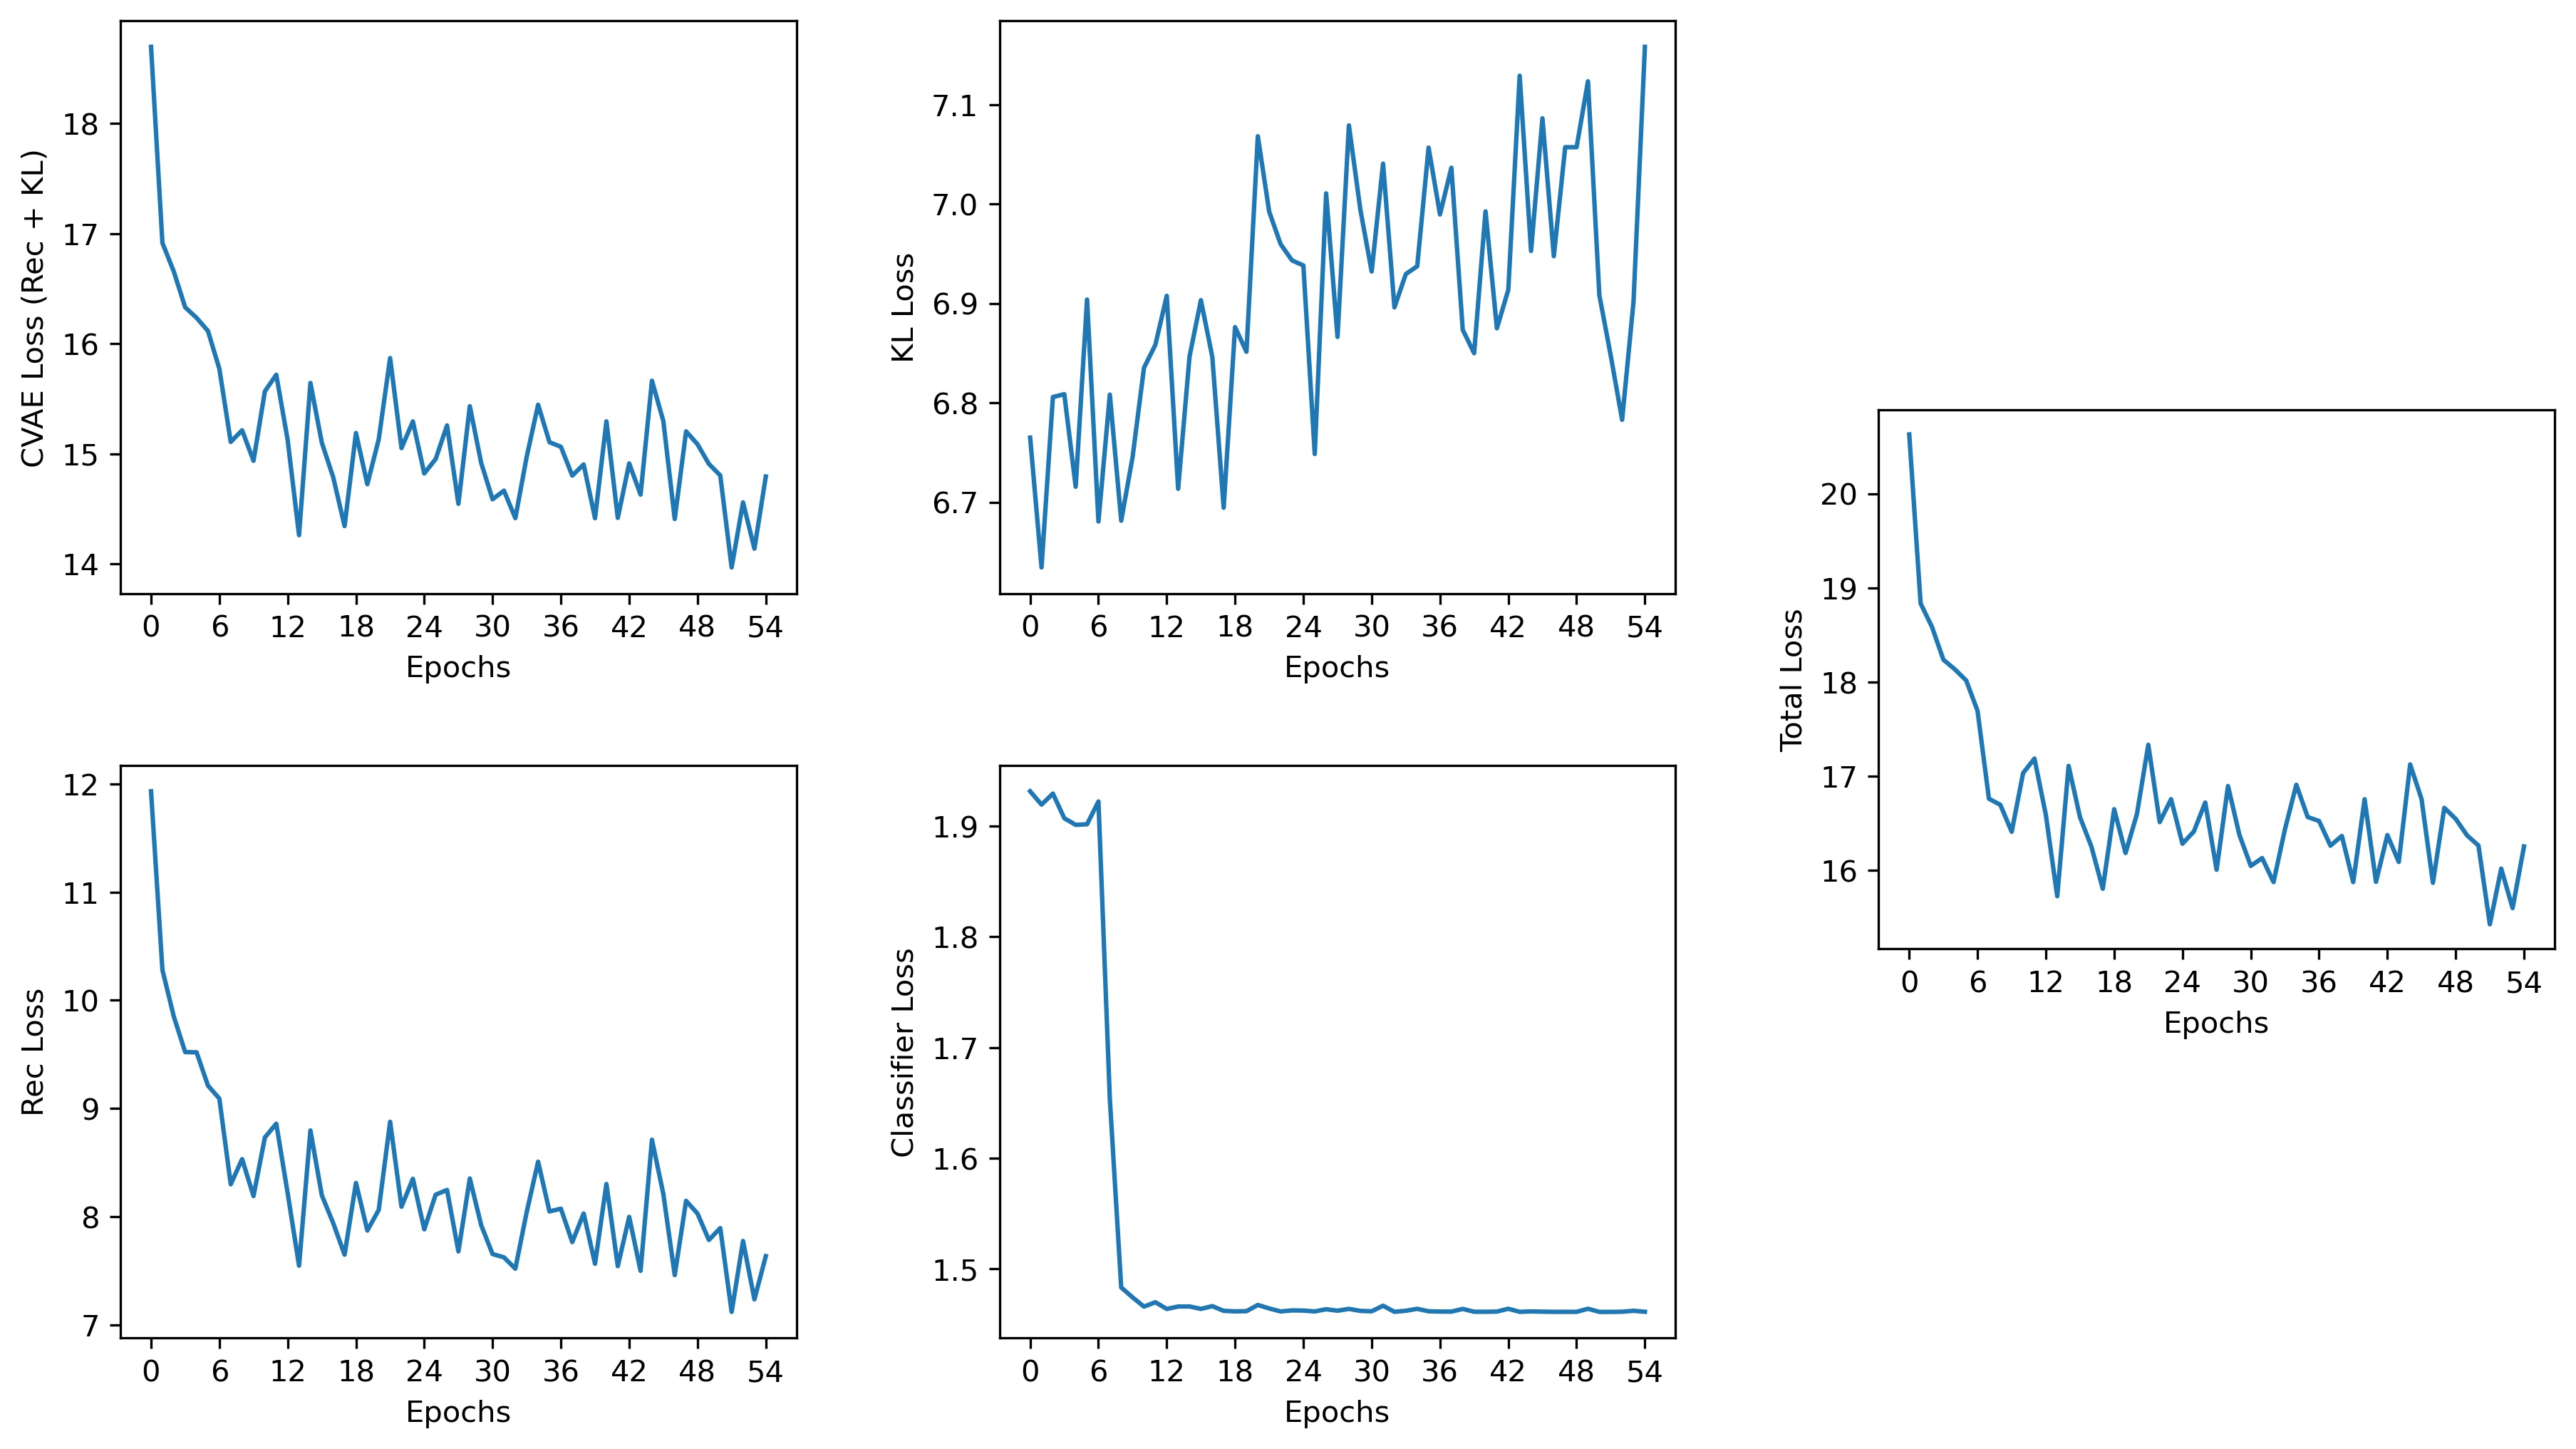 CVAE Loss (Rec + KL)
18
17
16
15
14
0 6 12 18 24 30 36 42 48 54
Epochs
KL Loss
7.1
7.0
6.9
6.8
6.7
0 6 12 18 24 30 36 42 48 54
Epochs
Rec Loss
12
11
10
9
8
7
0 6 12 18 24 30 36 42 48 54
Epochs
Classifier Loss
1.9
1.8
1.7
1.6
1.5
0 6 12 18 24 30 36 42 48 54
Epochs
Total Loss
20
19
18
17
16
0 6 12 18 24 30 36 42 48 54
Epochs